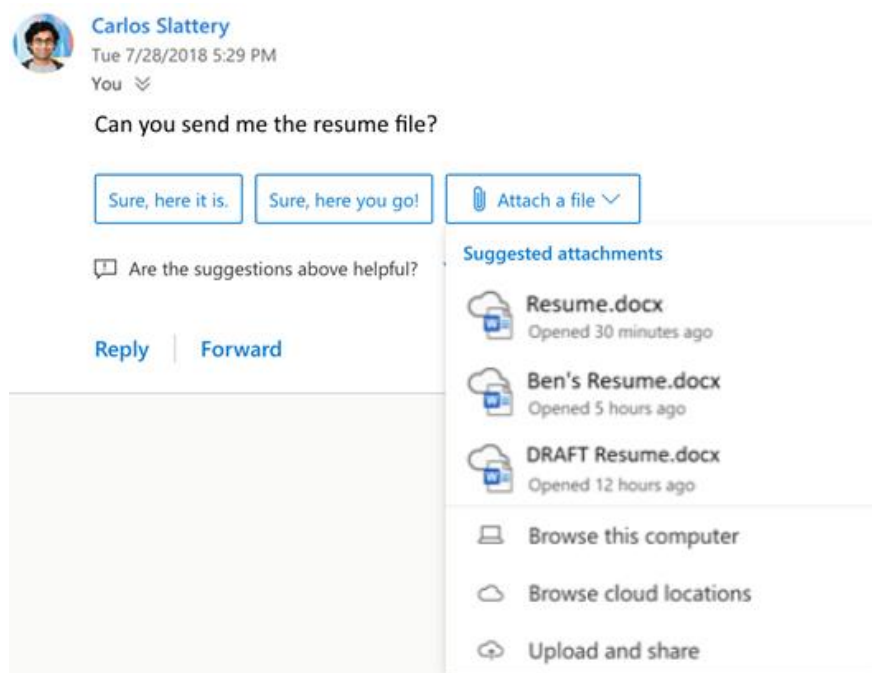 Carlos Slattery
Tue 7/28/2018 5:29 PM
You
Can you send me the resume file?
Sure, here it is.
Sure, here you go!
Attach a file
Are the suggestions above helpful?
Reply
Forward
Suggested attachments
Resume.docx
Opened 30 minutes ago
Ben's Resume.docx
Opened 5 hours ago
DRAFT Resume.docx
Opened 12 hours ago
Browse this computer
Browse cloud locations
Upload and share